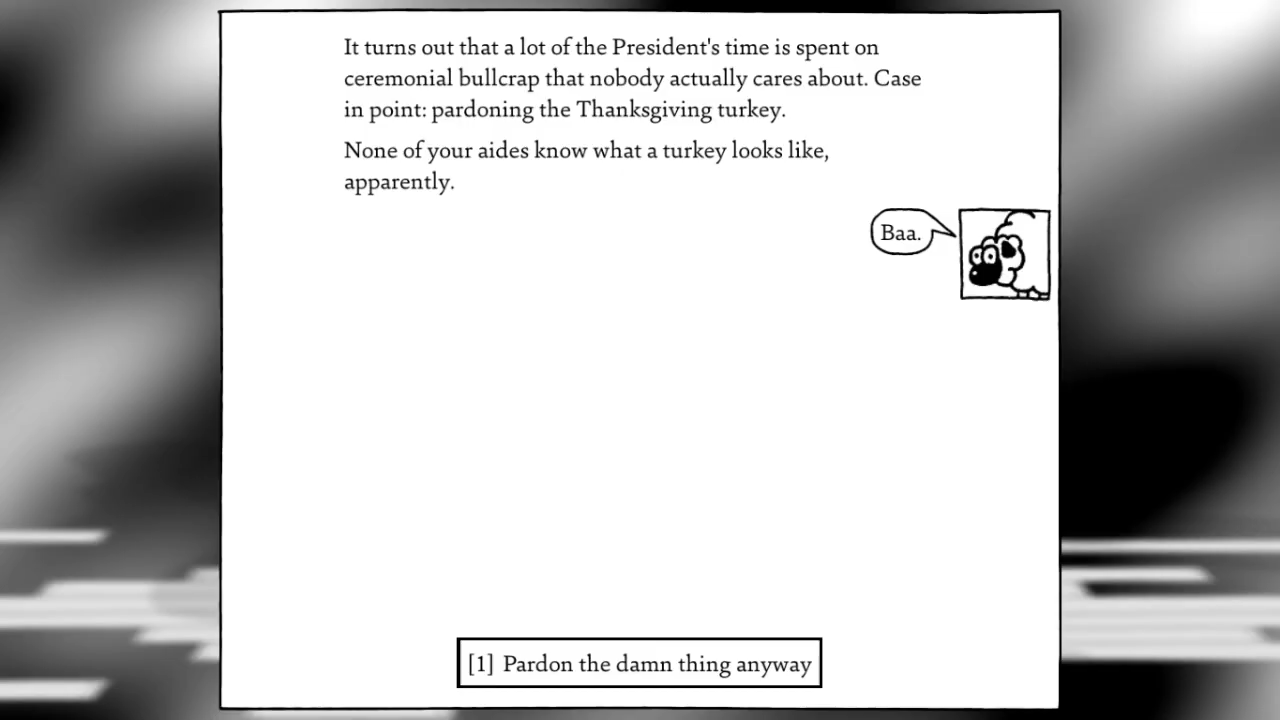 It turns out that a lot of the President's time is spent on
ceremonial bullcrap that nobody actually cares about. Case
in point: pardoning the Thanksgiving turkey.
None of your aides know what a turkey looks like,
apparently.
Baa.
[1] Pardon the damn thing anyway